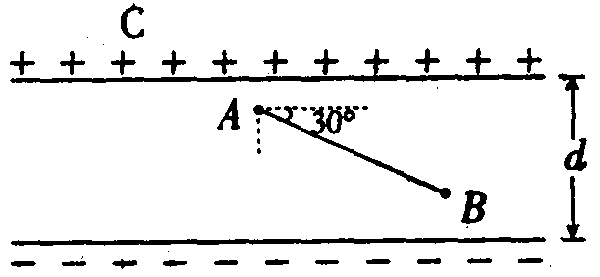 C
+ + + + + + + + + + +
A 30°
d
B
− − − − − − − − − − −